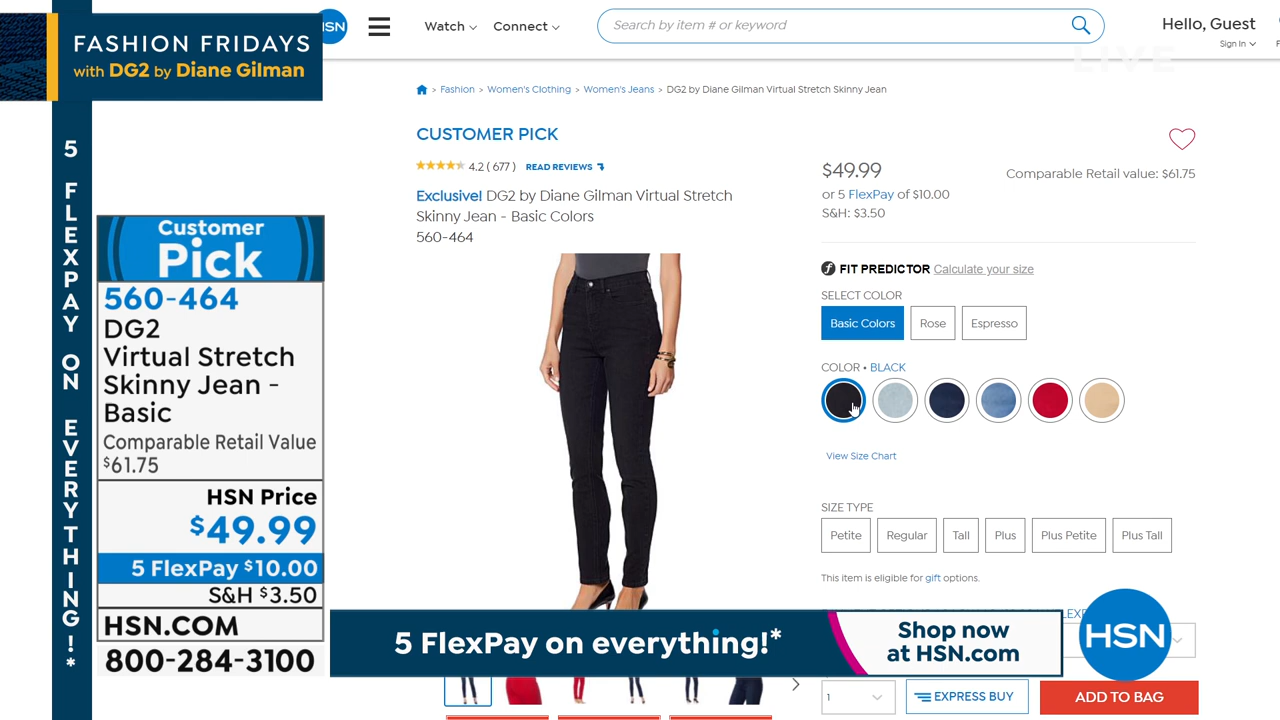 FASHION FRIDAYS
with DG2 by Diane Gilman
5 FLEXPAY ON EVERYTHING!*
Customer
Pick
560-464
DG2
Virtual Stretch
Skinny Jean -
Basic
Comparable Retail Value
$61.75
HSN Price
$49.99
5 FlexPay $10.00
S&H $3.50
HSN.COM
800-284-3100
HSN
Watch
Connect
Search by item # or keyword
Hello, Guest
Sign In
LIVE
> Fashion > Women's Clothing > Women's Jeans > DG2 by Diane Gilman Virtual Stretch Skinny Jean
CUSTOMER PICK
4.2 ( 677 ) READ REVIEWS
Exclusive! DG2 by Diane Gilman Virtual Stretch
Skinny Jean - Basic Colors
560-464
$49.99
Comparable Retail value: $61.75
or 5 FlexPay of $10.00
S&H: $3.50
FIT PREDICTOR Calculate your size
SELECT COLOR
Basic Colors
Rose
Espresso
COLOR • BLACK
View Size Chart
SIZE TYPE
Petite
Regular
Tall
Plus
Plus Petite
Plus Tall
This item is eligible for gift options.
5 FlexPay on everything!*
Shop now
at HSN.com
HSN
1
EXPRESS BUY
ADD TO BAG